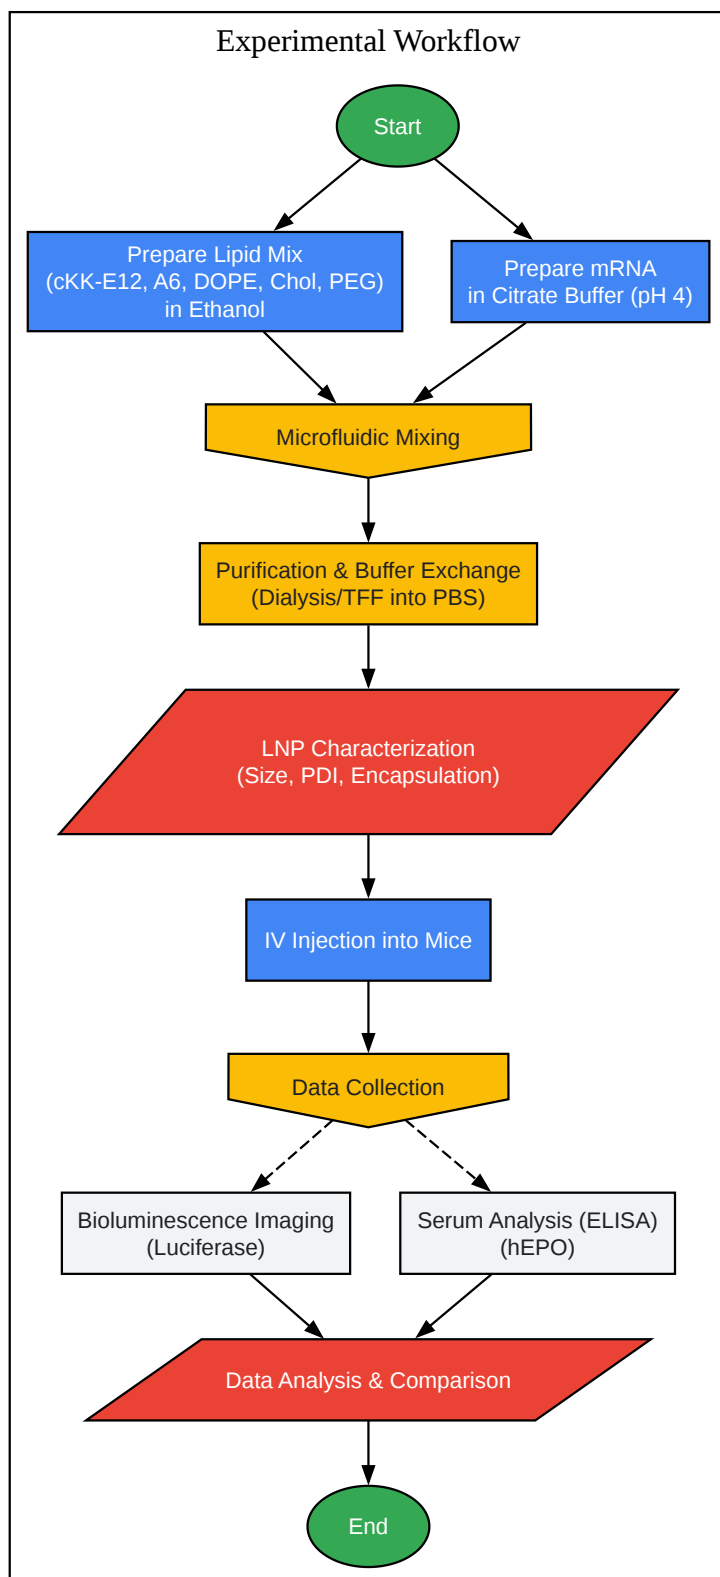 Experimental Workflow
Start
Prepare Lipid Mix
(cKK-E12, A6, DOPE, Chol, PEG)
in Ethanol
Prepare mRNA
in Citrate Buffer (pH 4)
Microfluidic Mixing
Purification & Buffer Exchange
(Dialysis/TFF into PBS)
LNP Characterization
(Size, PDI, Encapsulation)
IV Injection into Mice
Data Collection
Bioluminescence Imaging
(Luciferase)
Serum Analysis (ELISA)
(hEPO)
Data Analysis & Comparison
End